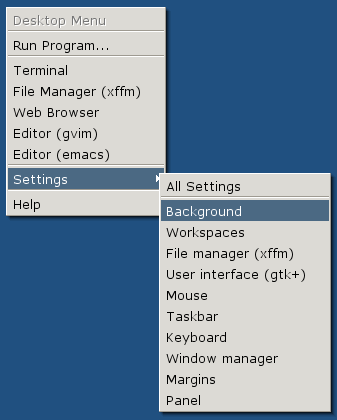 Desktop Menu
Run Program...
Terminal
File Manager (xffm)
Web Browser
Editor (gvim)
Editor (emacs)
Settings
Help
All Settings
Background
Workspaces
File manager (xffm)
User interface (gtk+)
Mouse
Taskbar
Keyboard
Window manager
Margins
Panel